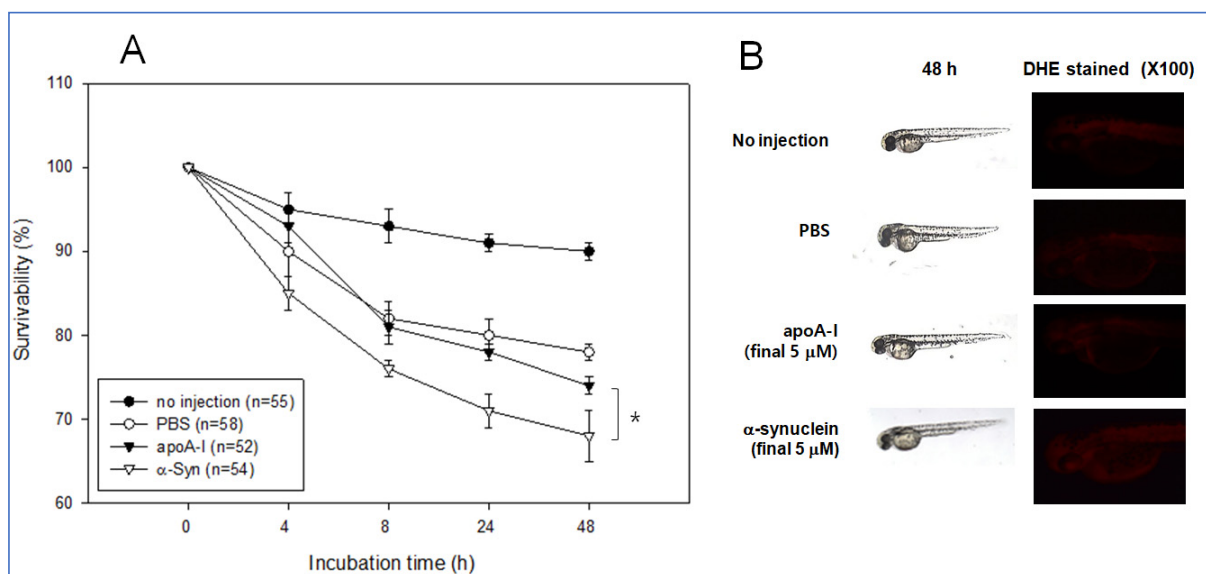 A
110
100
90
80
70
60
Survivability (%)
no injection (n=55)
PBS (n=58)
apoA-I (n=52)
α-Syn (n=54)
*
0 4 8 24 48
Incubation time (h)
B
48 h DHE stained (X100)
No injection
PBS
apoA-I
(final 5 μM)
α-synuclein
(final 5 μM)